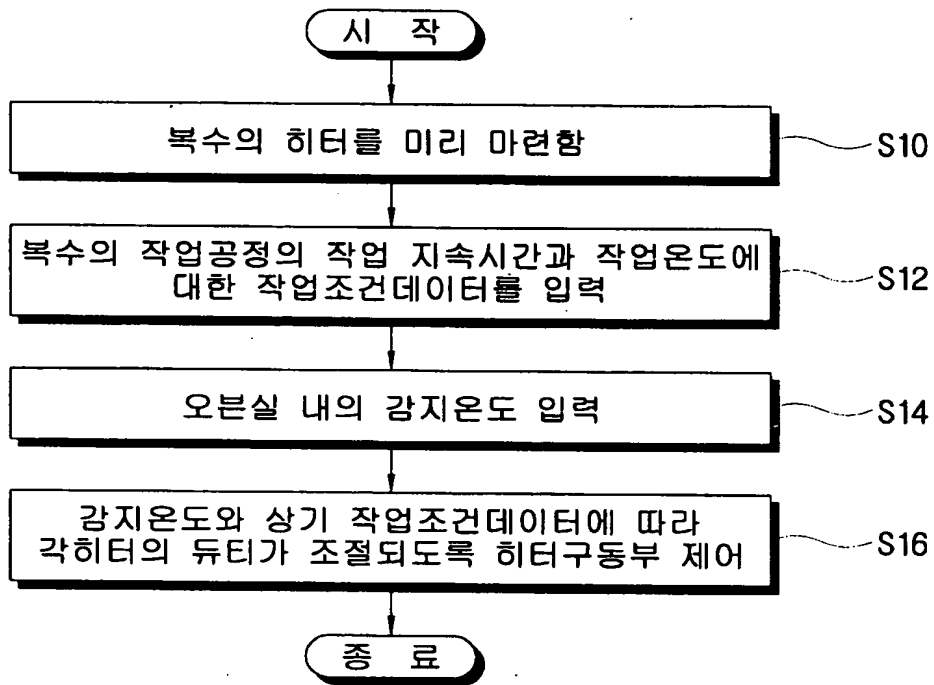 시 작
복수의 히터를 미리 마련함
S10
복수의 작업공정의 작업 지속시간과 작업온도에
대한 작업조건데이터를 입력
S12
오븐실 내의 감지온도 입력
S14
감지온도와 상기 작업조건데이터에 따라
각히터의 듀티가 조절되도록 히터구동부 제어
S16
종 료